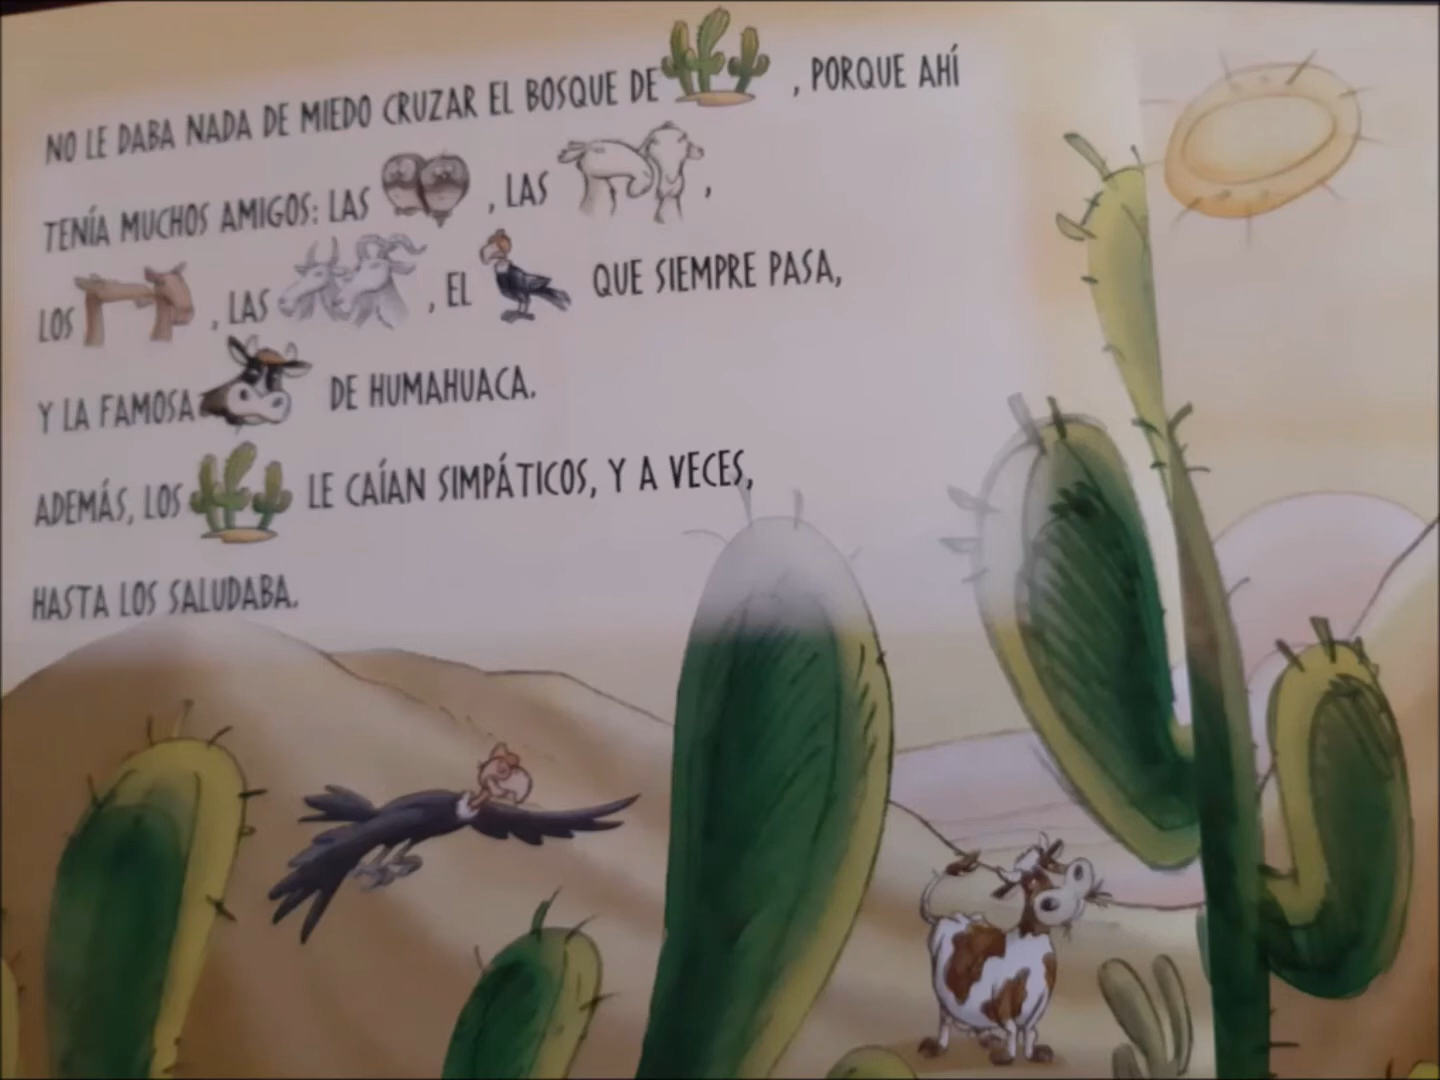 NO LE DABA NADA DE MIEDO CRUZAR EL BOSQUE DE , PORQUE AHÍ
TENÍA MUCHOS AMIGOS: LAS , LAS ,
LOS , LAS , EL QUE SIEMPRE PASA,
Y LA FAMOSA DE HUMAHUACA.
ADEMÁS, LOS LE CAÍAN SIMPÁTICOS, Y A VECES,
HASTA LOS SALUDABA.